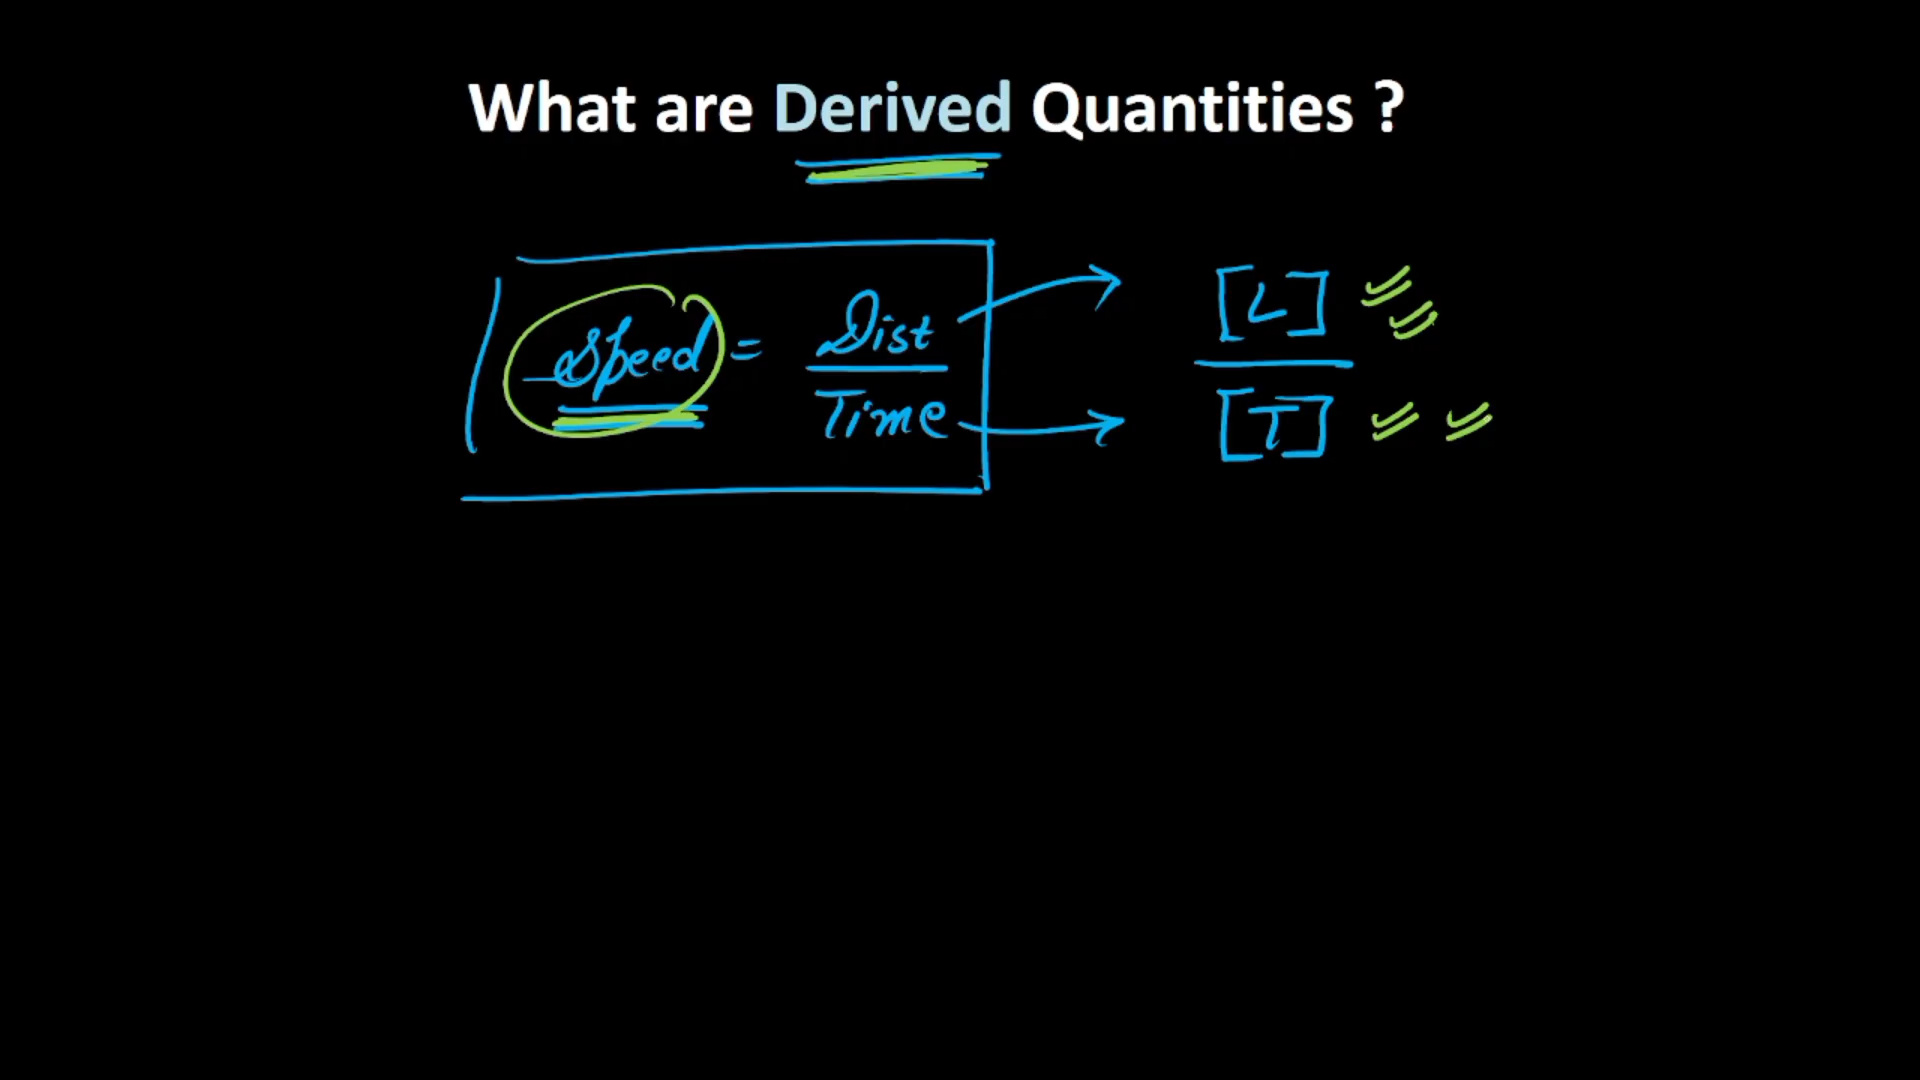 What are Derived Quantities ?
Speed = Dist / Time
[L] / [T]